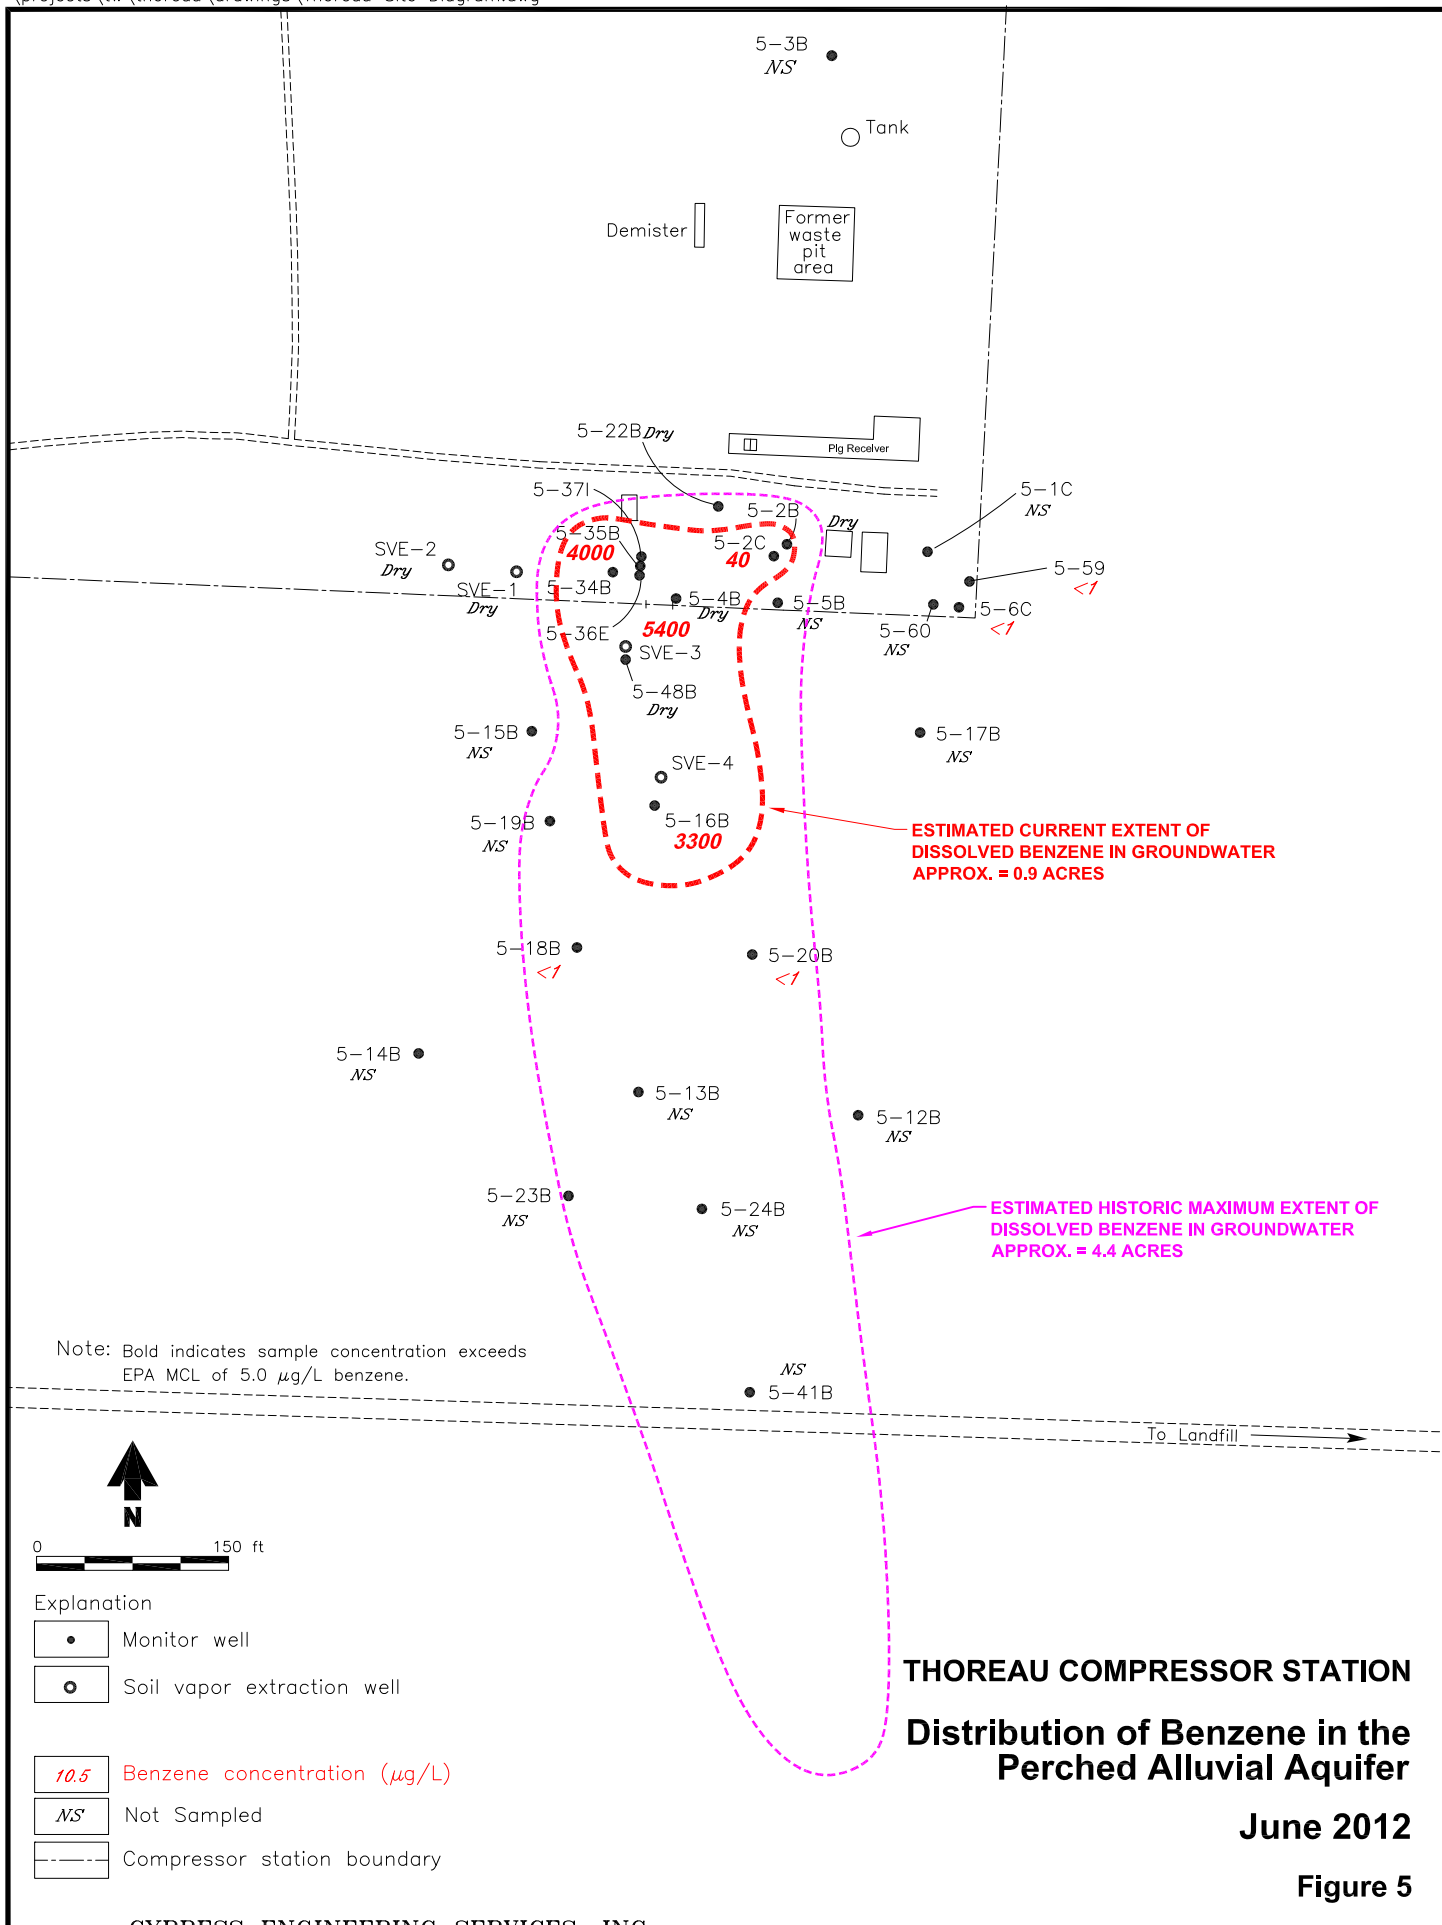 5-3B
NS
Tank
Demister
Former
waste
pit
area
5-22B Dry
Pig Receiver
5-37I
5-2B
Dry
5-1C
NS
5-35B
4000
5-2C
40
SVE-2
Dry
SVE-1
Dry
5-34B
5-59
<1
5-4B
Dry
5-5B
NS
5-6C
<1
5-60
NS
5-36E
5400
SVE-3
5-48B
Dry
5-15B
NS
5-17B
NS
SVE-4
5-19B
NS
5-16B
3300
ESTIMATED CURRENT EXTENT OF
DISSOLVED BENZENE IN GROUNDWATER
APPROX. = 0.9 ACRES
5-18B
<1
5-20B
<1
5-14B
NS
5-13B
NS
5-12B
NS
5-23B
NS
5-24B
NS
ESTIMATED HISTORIC MAXIMUM EXTENT OF
DISSOLVED BENZENE IN GROUNDWATER
APPROX. = 4.4 ACRES
Note: Bold indicates sample concentration exceeds
EPA MCL of 5.0 μg/L benzene.
NS
5-41B
To Landfill
N
0 150 ft
Explanation
Monitor well
Soil vapor extraction well
10.5 Benzene concentration (μg/L)
NS Not Sampled
Compressor station boundary
THOREAU COMPRESSOR STATION
Distribution of Benzene in the
Perched Alluvial Aquifer
June 2012
Figure 5
CYPRESS ENGINEERING SERVICES, INC